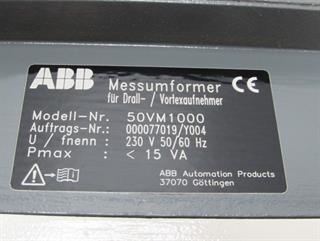 ABB Messumformer CE
für Drall- / Vortexaufnehmer
Modell-Nr. 50VM1000
Auftrags-Nr.: 000077019/Y004
U / fnenn : 230 V 50/60 Hz
Pmax : < 15 VA
ABB Automation Products
37070 Göttingen